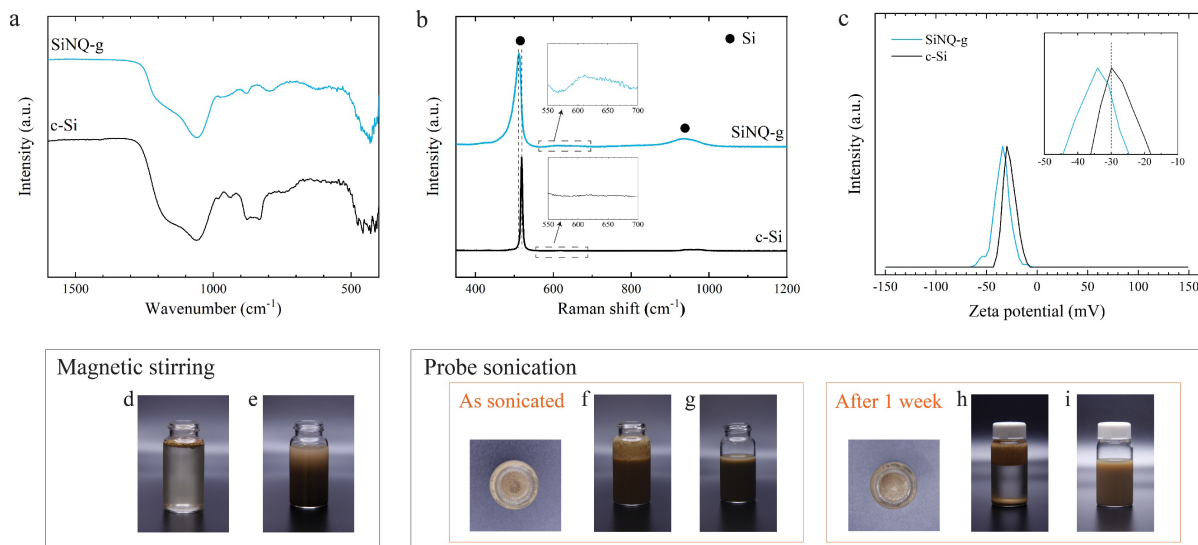 a
SiNQ-g
c-Si
Intensity (a.u.)
1500
1000
500
Wavenumber (cm⁻¹)
b
Si
550
600
650
700
SiNQ-g
550
600
650
700
c-Si
Intensity (a.u.)
400
600
800
1000
1200
Raman shift (cm⁻¹)
c
SiNQ-g
c-Si
-50
-40
-30
-20
-10
Intensity (a.u.)
-150
-100
-50
0
50
100
150
Zeta potential (mV)
Magnetic stirring
d
e
Probe sonication
As sonicated
f
g
After 1 week
h
i